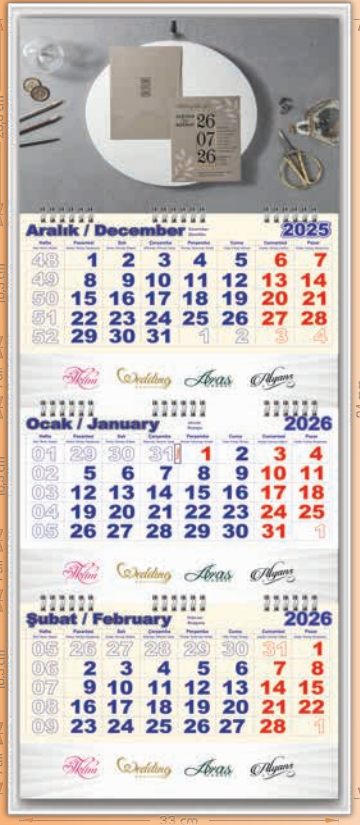 26
07
26
Aralık / December 2025
Hafta Pazartesi Salı Çarşamba Perşembe Cuma Cumartesi Pazar
48 1 2 3 4 5 6 7
49 8 9 10 11 12 13 14
50 15 16 17 18 19 20 21
51 22 23 24 25 26 27 28
52 29 30 31 1 2 3 4
Wedding Aras Alyans
Ocak / January 2026
Hafta Pazartesi Salı Çarşamba Perşembe Cuma Cumartesi Pazar
01 29 30 31 1 2 3 4
02 5 6 7 8 9 10 11
03 12 13 14 15 16 17 18
04 19 20 21 22 23 24 25
05 26 27 28 29 30 31 1
Wedding Aras Alyans
Şubat / February 2026
Hafta Pazartesi Salı Çarşamba Perşembe Cuma Cumartesi Pazar
05 26 27 28 29 30 31 1
06 2 3 4 5 6 7 8
07 9 10 11 12 13 14 15
08 16 17 18 19 20 21 22
09 23 24 25 26 27 28 1
Wedding Aras Alyans
33 cm